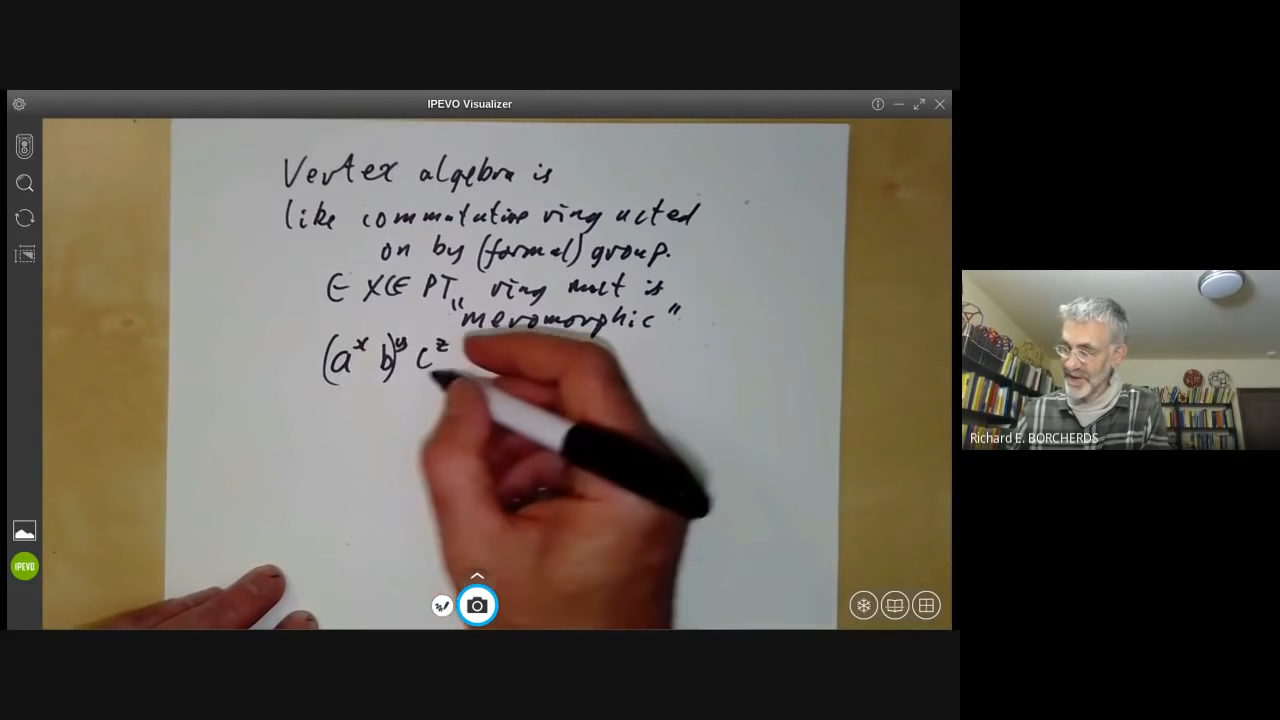 IPEVO Visualizer
Vertex algebra is
like commutative ring acted
on by (formal) group.
EXCEPT ring mult is
"meromorphic"
(a^x b)^y c^z
IPEVO
Richard E. BORCHERDS